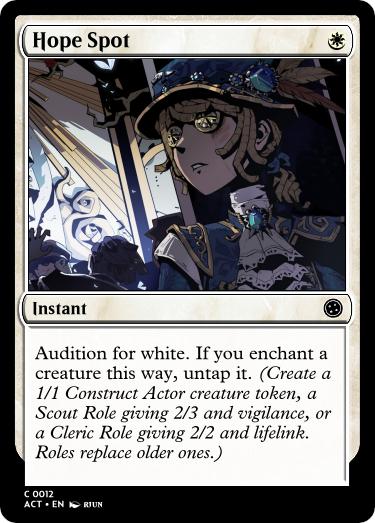 Hope Spot
Instant
Audition for white. If you enchant a
creature this way, untap it. (Create a
1/1 Construct Actor creature token, a
Scout Role giving 2/3 and vigilance, or
a Cleric Role giving 2/2 and lifelink.
Roles replace older ones.)
C 0012
ACT • EN RJUN